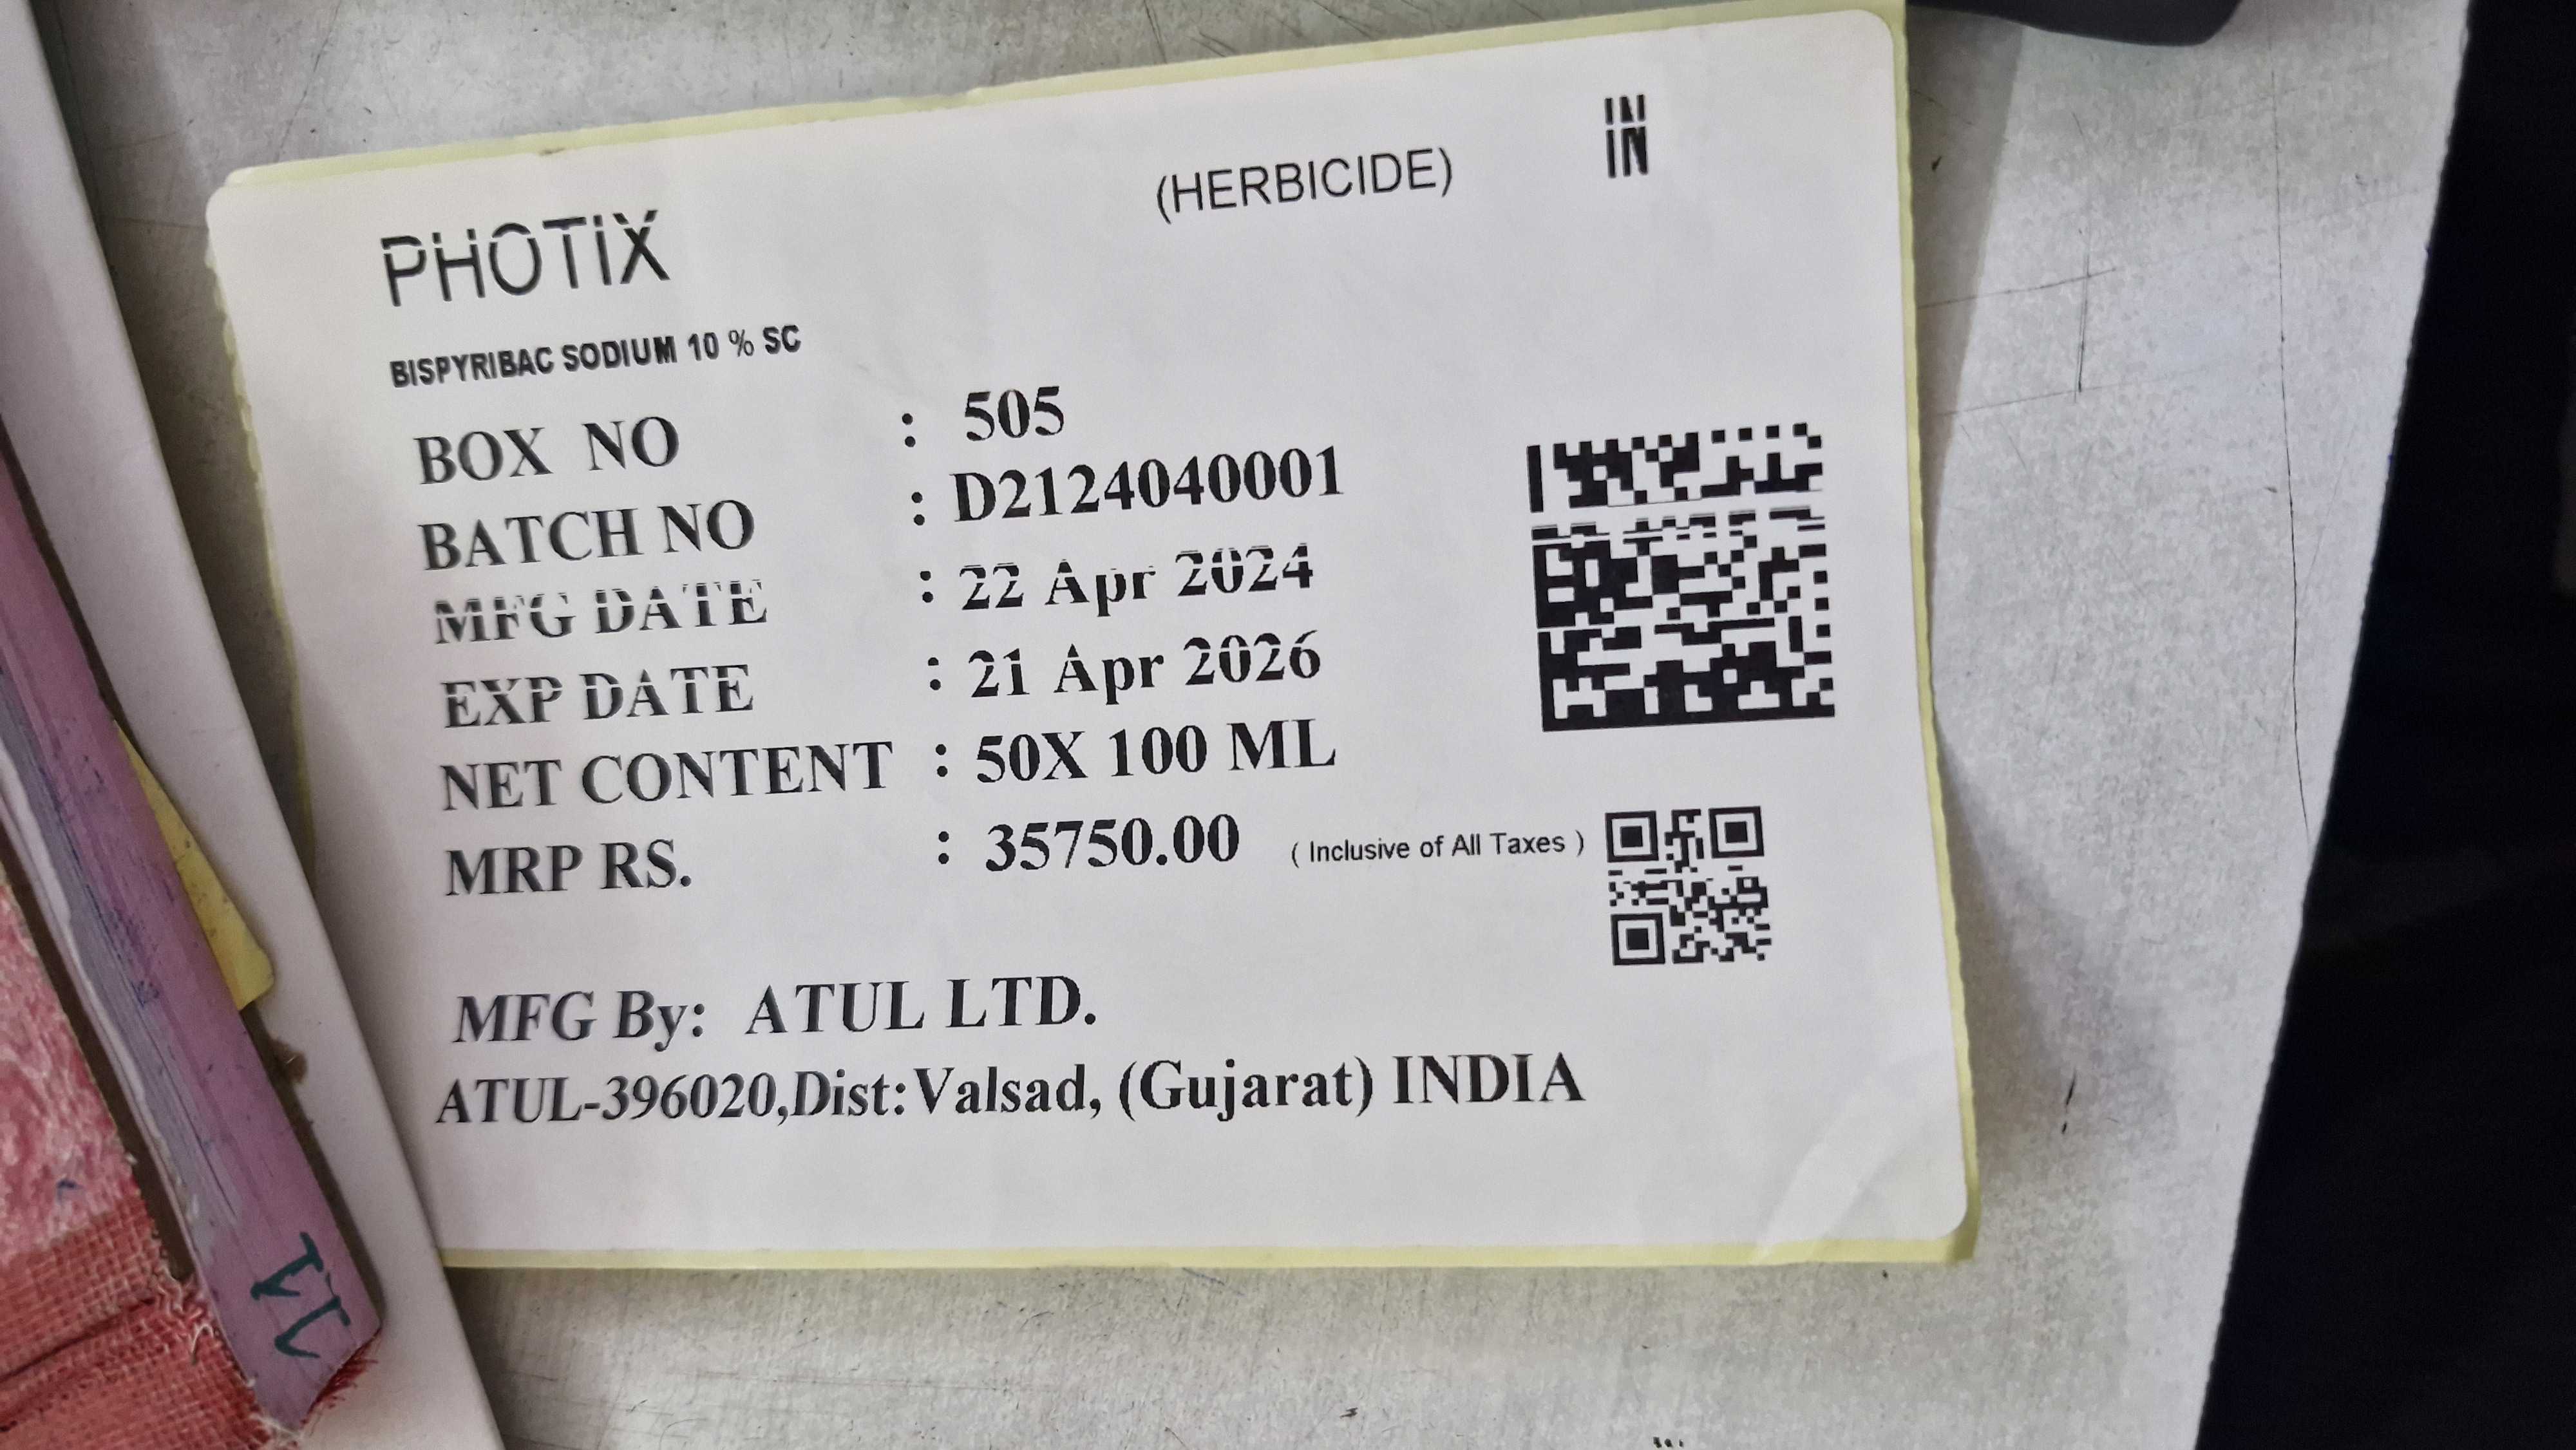 (HERBICIDE) IN
PHOTIX
BISPYRIBAC SODIUM 10 % SC
BOX NO : 505
BATCH NO : D2124040001
MFG DATE : 22 Apr 2024
EXP DATE : 21 Apr 2026
NET CONTENT : 50X 100 ML
MRP RS. : 35750.00 ( Inclusive of All Taxes )
MFG By: ATUL LTD.
ATUL-396020,Dist:Valsad, (Gujarat) INDIA